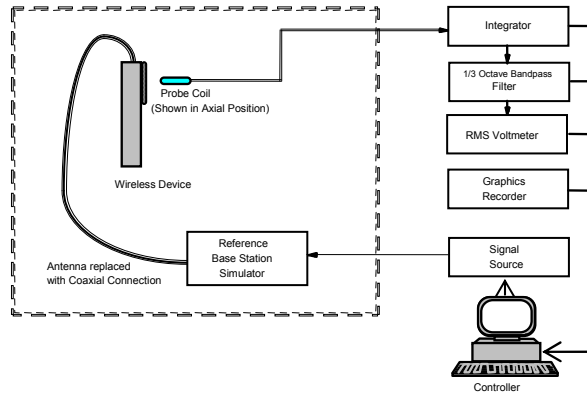 Integrator
1/3 Octave Bandpass
Filter
RMS Voltmeter
Graphics
Recorder
Probe Coil
(Shown in Axial Position)
Wireless Device
Reference
Base Station
Simulator
Antenna replaced
with Coaxial Connection
Signal
Source
Controller